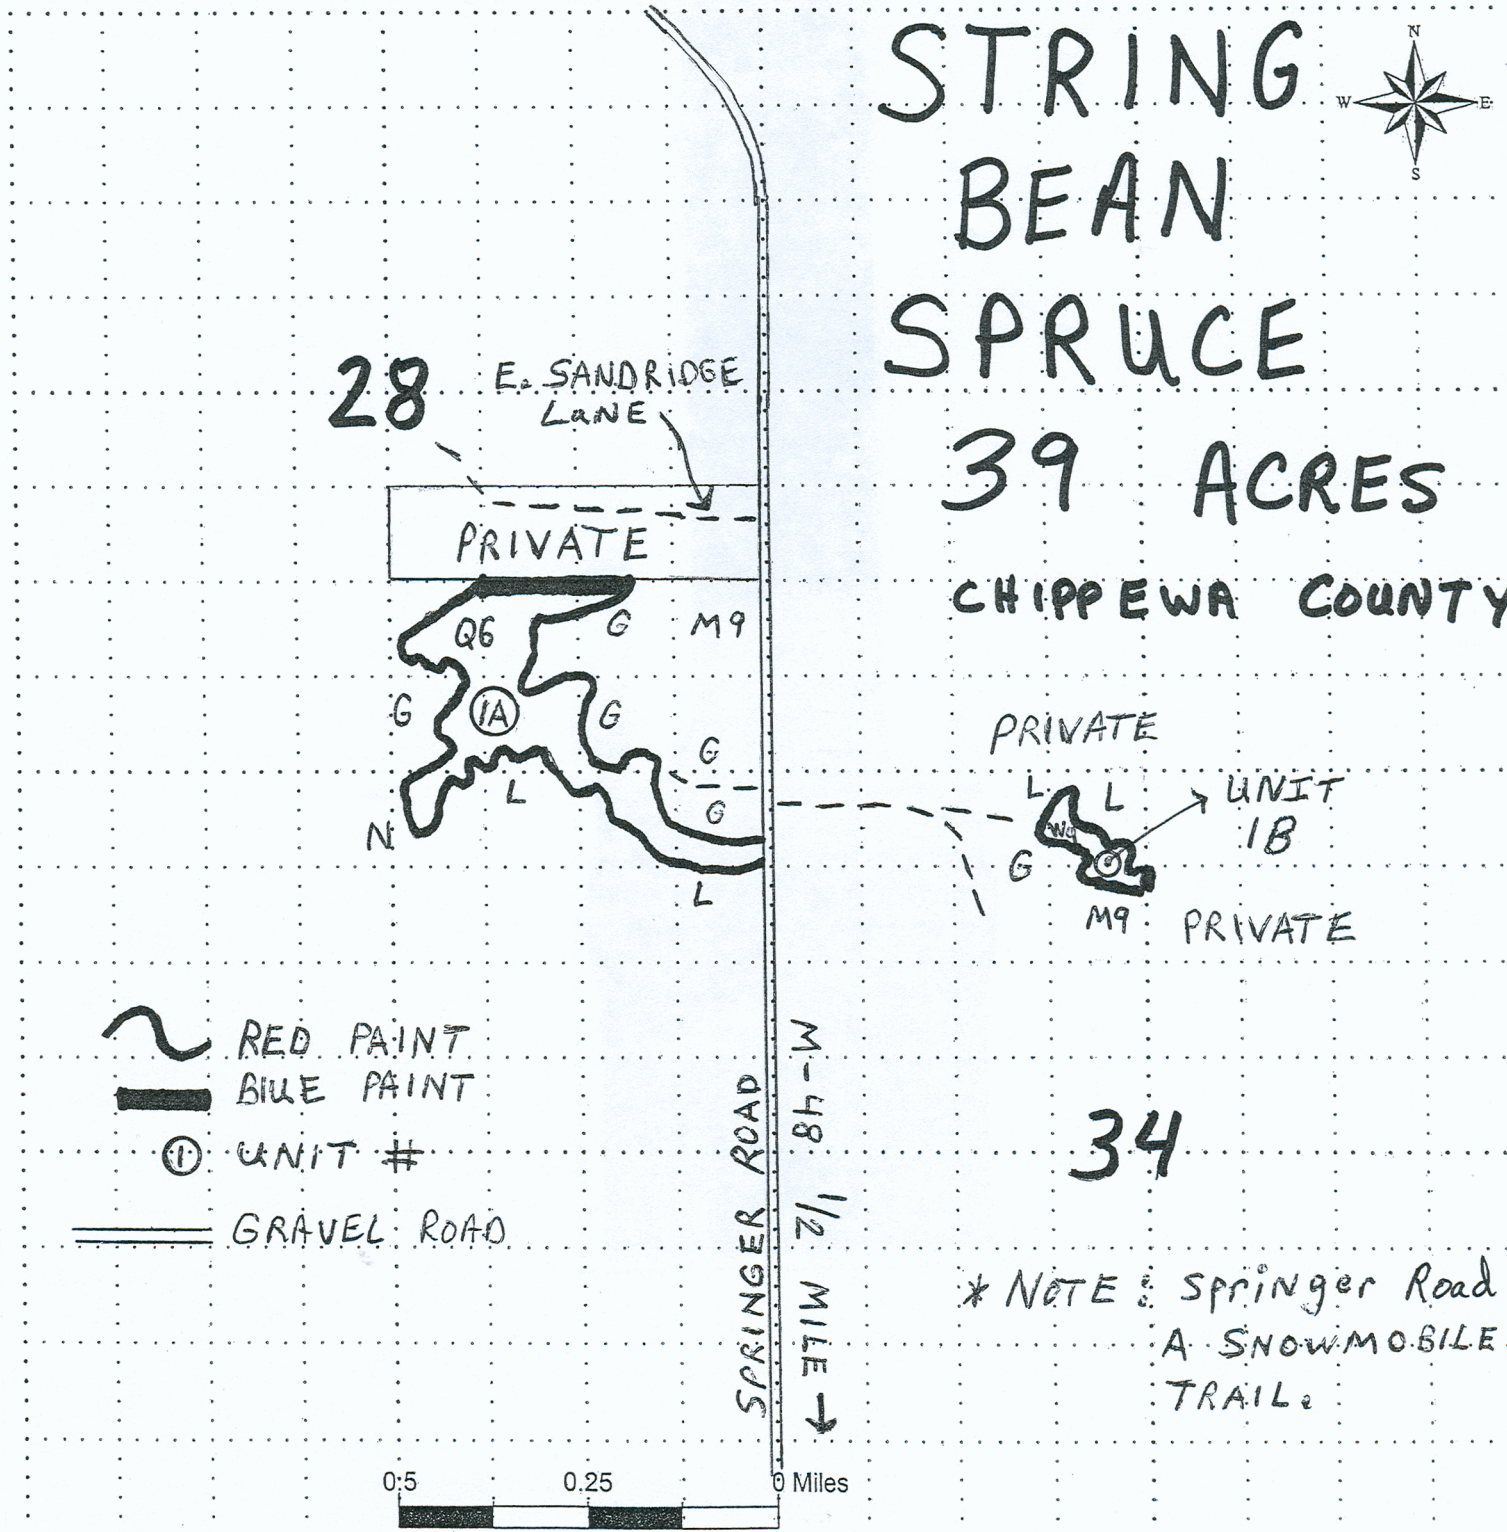 STRING
BEAN
SPRUCE
39 ACRES
CHIPPEWA COUNTY
N
W
E
S
28
E. SANDRIDGE
LANE
PRIVATE
Q6
G
M9
G
1A
G
G
L
G
N
L
PRIVATE
L
L
UNIT
1B
G
M9
PRIVATE
RED PAINT
BLUE PAINT
1 UNIT #
GRAVEL ROAD
SPRINGER ROAD
M-48 1/2 MILE →
34
* NOTE: Springer Road
A SNOWMOBILE
TRAIL.
0.5 0.25 0 Miles